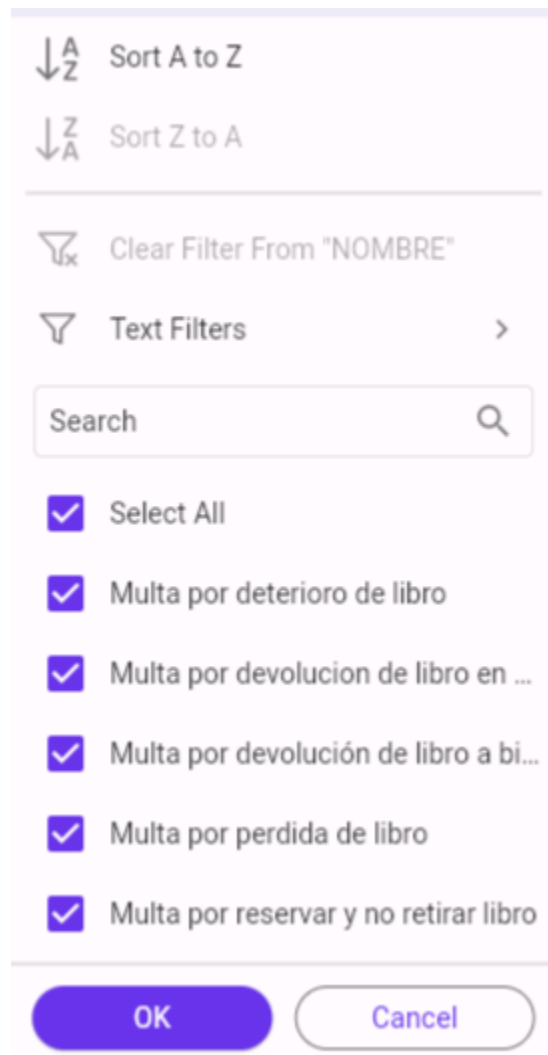 Sort A to Z
Sort Z to A
Clear Filter From "NOMBRE"
Text Filters
Search
Select All
Multa por deterioro de libro
Multa por devolucion de libro en ...
Multa por devolución de libro a bi...
Multa por perdida de libro
Multa por reservar y no retirar libro
OK Cancel